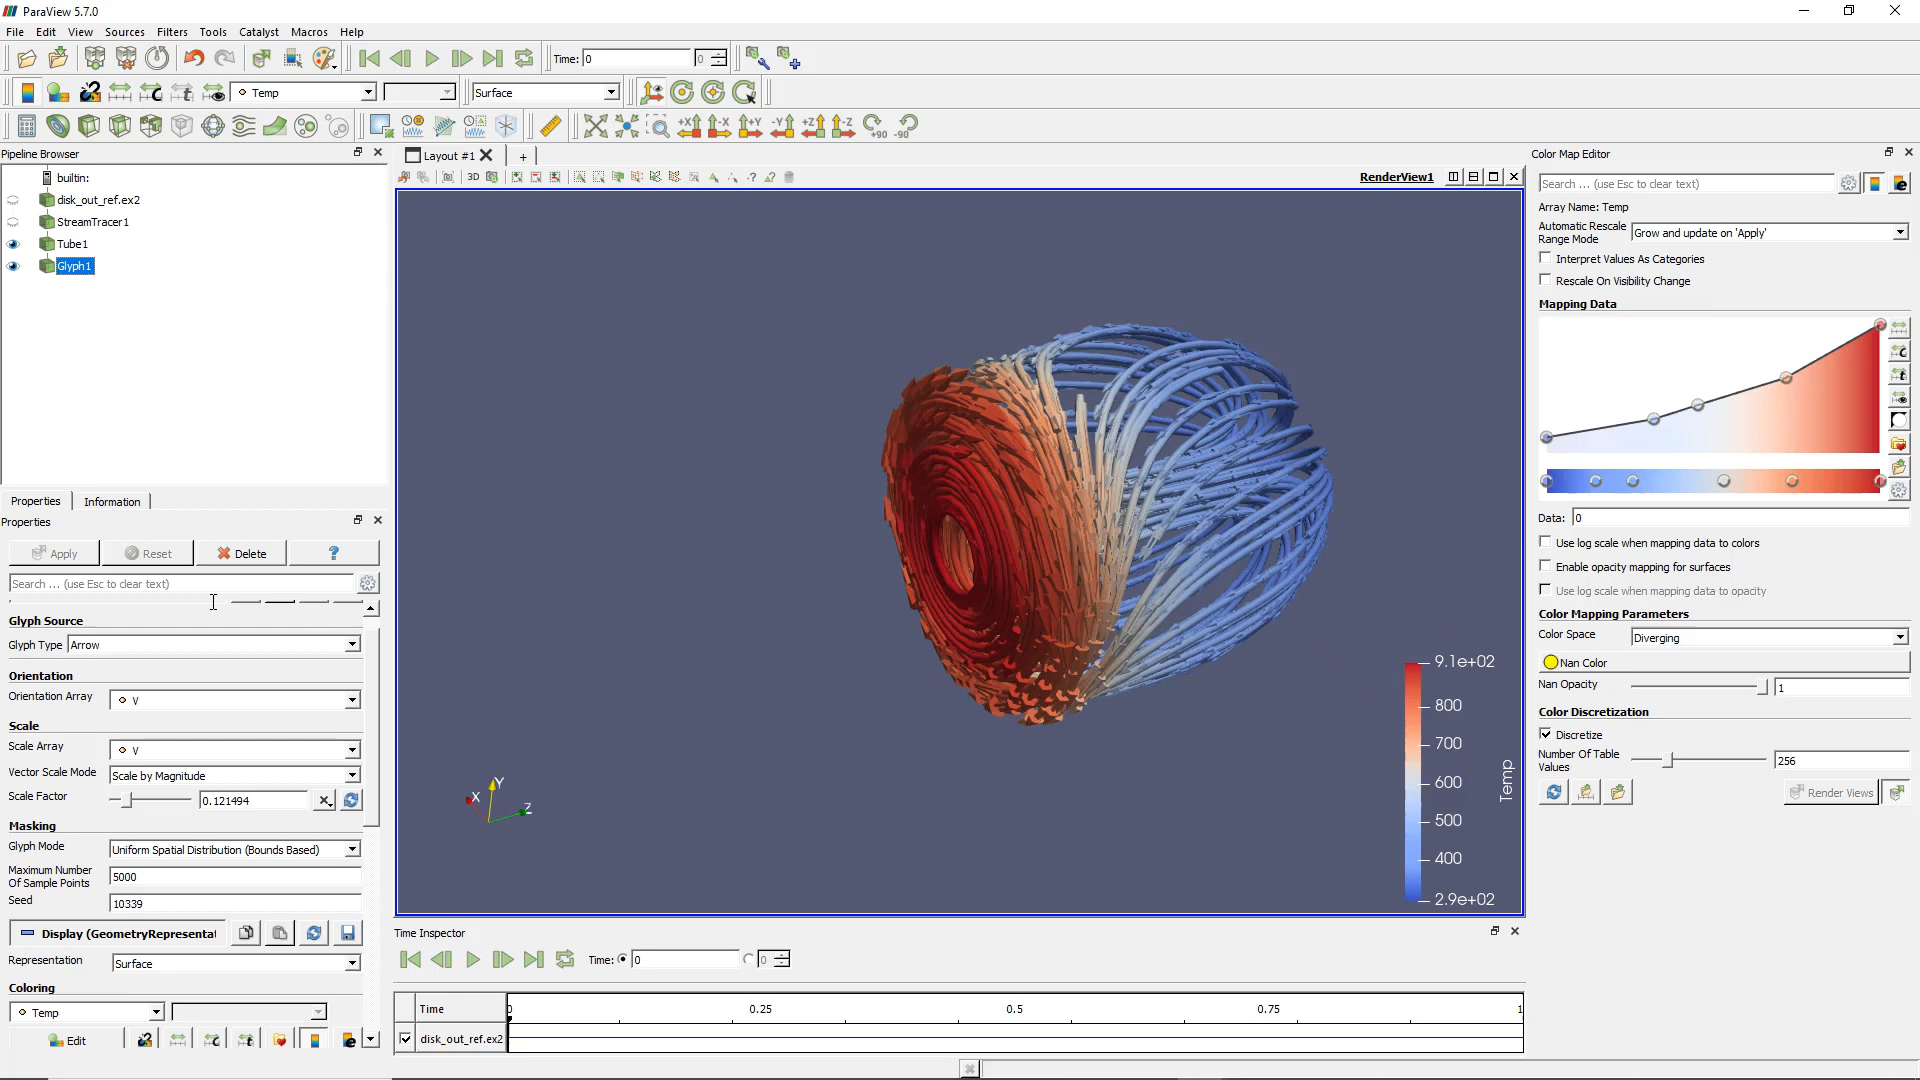 ParaView 5.7.0
File Edit View Sources Filters Tools Catalyst Macros Help
Time: 0 0
Temp Surface
+X -X +Y -Y +Z -Z +90 -90
Pipeline Browser
builtin:
disk_out_ref.ex2
StreamTracer1
Tube1
Glyph1
Properties Information
Properties
Apply Reset Delete ?
Search ... (use Esc to clear text)
Glyph Source
Glyph Type Arrow
Orientation
Orientation Array V
Scale
Scale Array V
Vector Scale Mode Scale by Magnitude
Scale Factor 0.121494
Masking
Glyph Mode Uniform Spatial Distribution (Bounds Based)
Maximum Number
Of Sample Points 5000
Seed 10339
Display (GeometryRepresentat
Representation Surface
Coloring
Temp
Edit
Layout #1 +
3D RenderView1
X Y Z
9.1e+02
800
700
600
500
400
2.9e+02
Temp
Time Inspector
Time: 0 0
Time 0 0.25 0.5 0.75 1
disk_out_ref.ex2
Color Map Editor
Search ... (use Esc to clear text)
Array Name: Temp
Automatic Rescale
Range Mode Grow and update on 'Apply'
Interpret Values As Categories
Rescale On Visibility Change
Mapping Data
Data: 0
Use log scale when mapping data to colors
Enable opacity mapping for surfaces
Use log scale when mapping data to opacity
Color Mapping Parameters
Color Space Diverging
Nan Color
Nan Opacity 1
Color Discretization
Discretize
Number Of Table
Values 256
Render Views